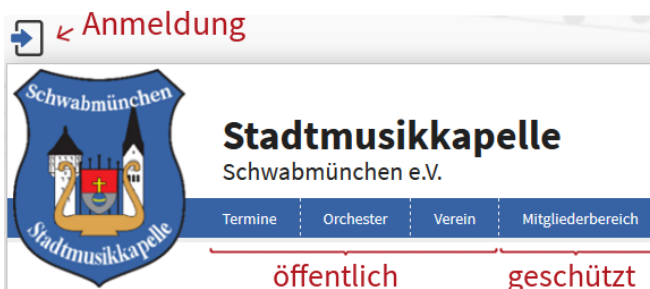 Anmeldung
Schwabmünchen
Stadtmusikkapelle
Stadtmusikkapelle
Schwabmünchen e.V.
Termine Orchester Verein Mitgliederbereich
öffentlich geschützt